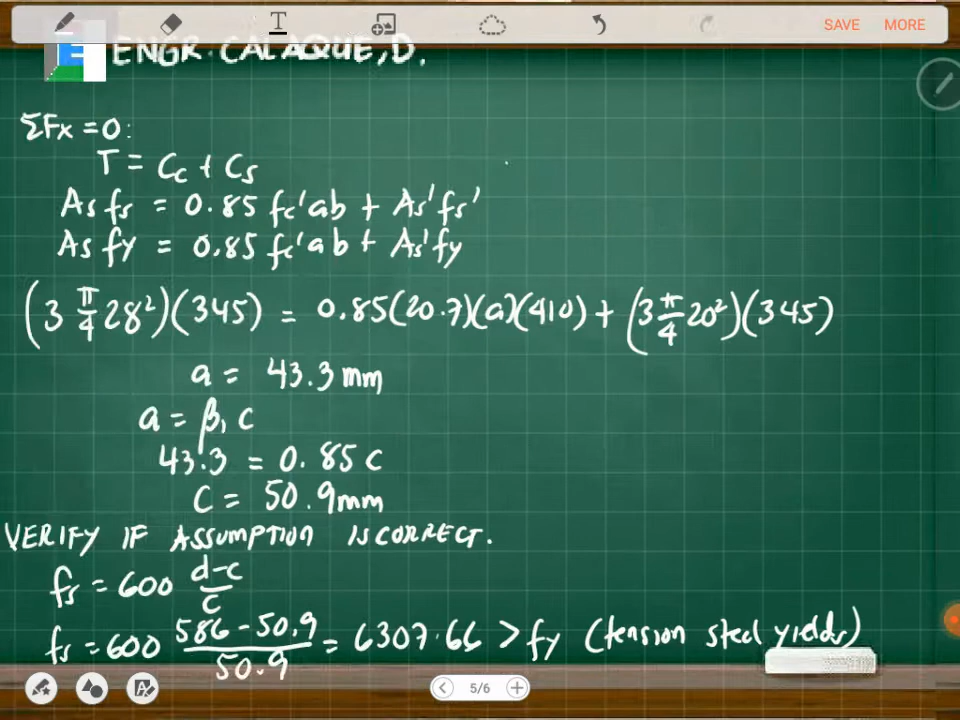 T
SAVE MORE
E ENGR. CALAQUE, D.
ΣFx = 0:
T = Cc + Cs
As fs = 0.85 fc'ab + As'fs'
As fy = 0.85 fc'ab + As'fy
(3 π/4 28²)(345) = 0.85(20.7)(a)(410) + (3 π/4 20²)(345)
a = 43.3 mm
a = β₁ c
43.3 = 0.85 c
c = 50.9mm
VERIFY IF ASSUMPTION IS CORRECT.
fs = 600 (d-c)/c
fs = 600 (586 - 50.9)/50.9 = 6307.66 > fy (tension steel yields)
5/6